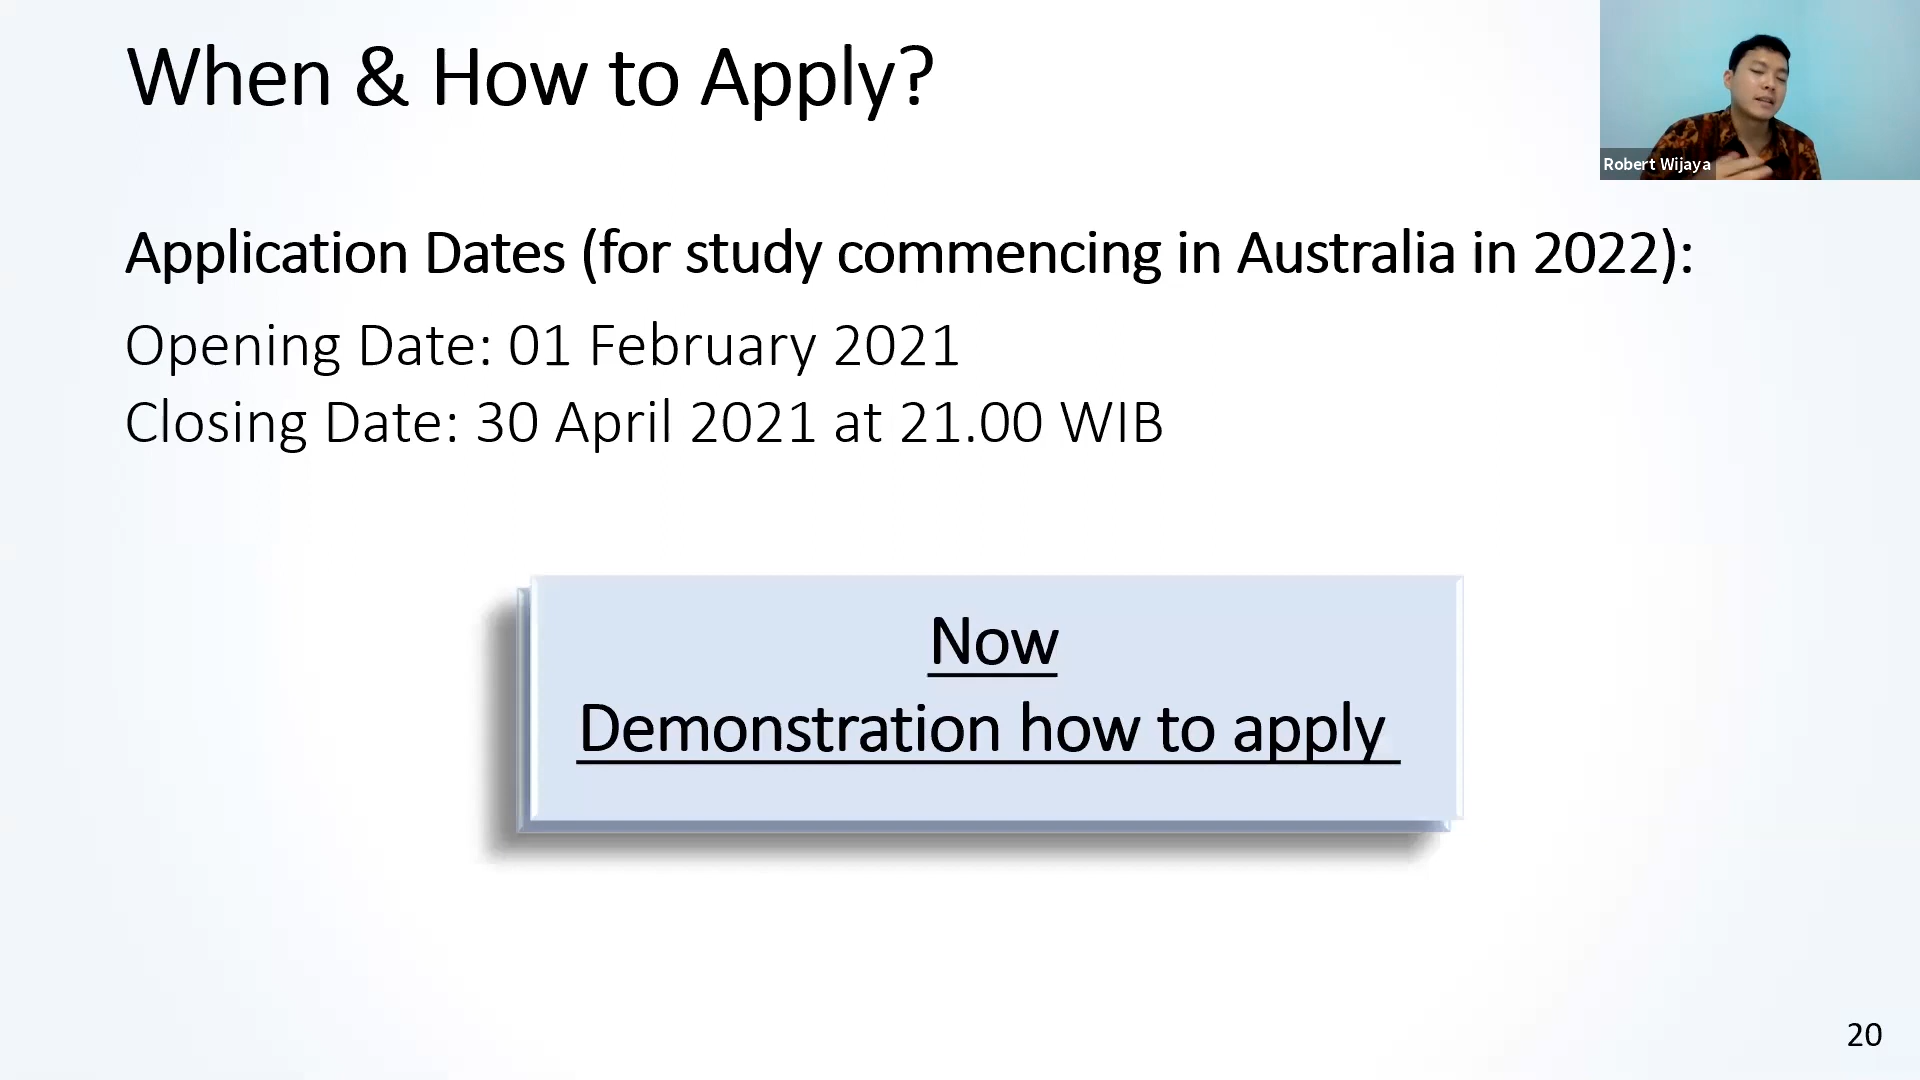 When & How to Apply?
Robert Wijaya
Application Dates (for study commencing in Australia in 2022):
Opening Date: 01 February 2021
Closing Date: 30 April 2021 at 21.00 WIB
Now
Demonstration how to apply
20